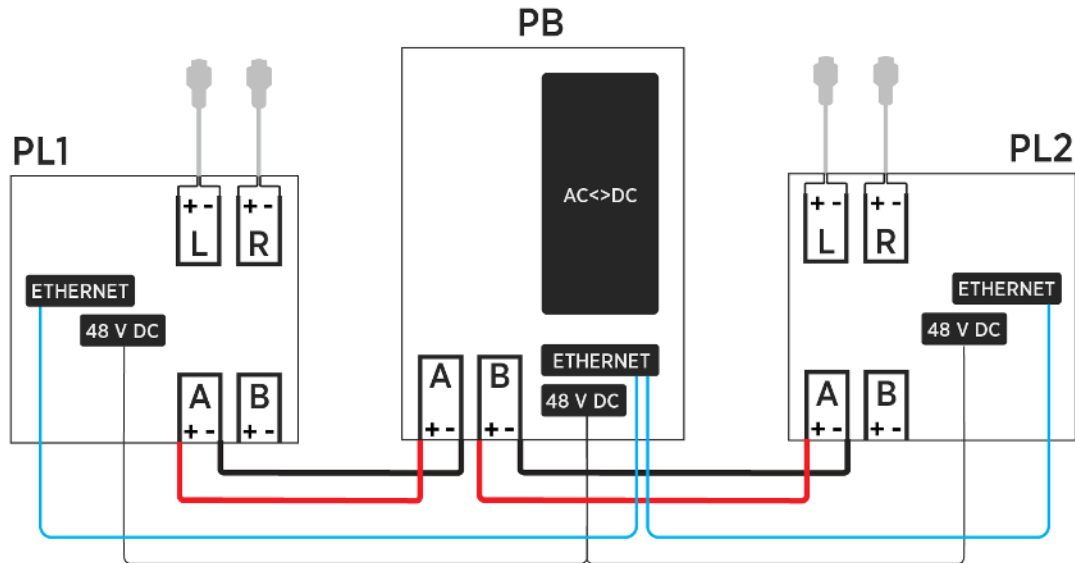 PB
PL1
PL2
+ -
L
+ -
R
AC<>DC
+ -
L
+ -
R
ETHERNET
48 V DC
ETHERNET
48 V DC
A
+ -
B
+ -
A
+ -
B
+ -
ETHERNET
48 V DC
A
+ -
B
+ -